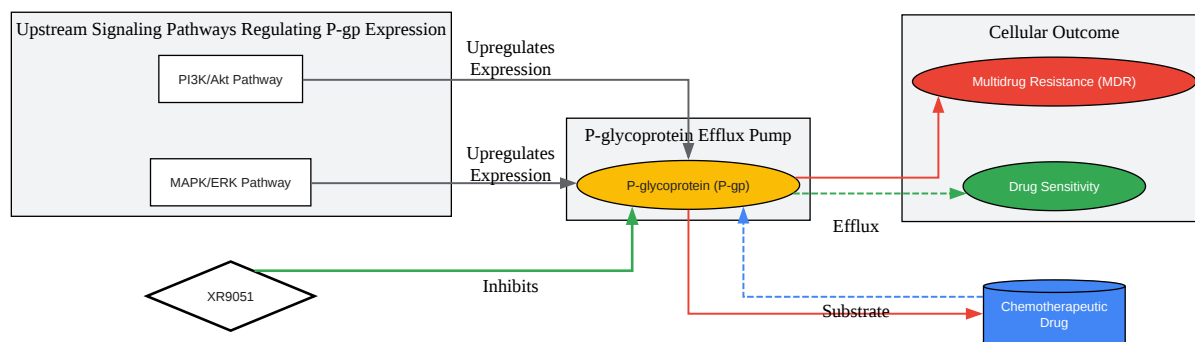 Upstream Signaling Pathways Regulating P-gp Expression
PI3K/Akt Pathway
MAPK/ERK Pathway
Upregulates
Expression
Upregulates
Expression
P-glycoprotein Efflux Pump
P-glycoprotein (P-gp)
Cellular Outcome
Multidrug Resistance (MDR)
Drug Sensitivity
Efflux
XR9051
Inhibits
Substrate
Chemotherapeutic
Drug